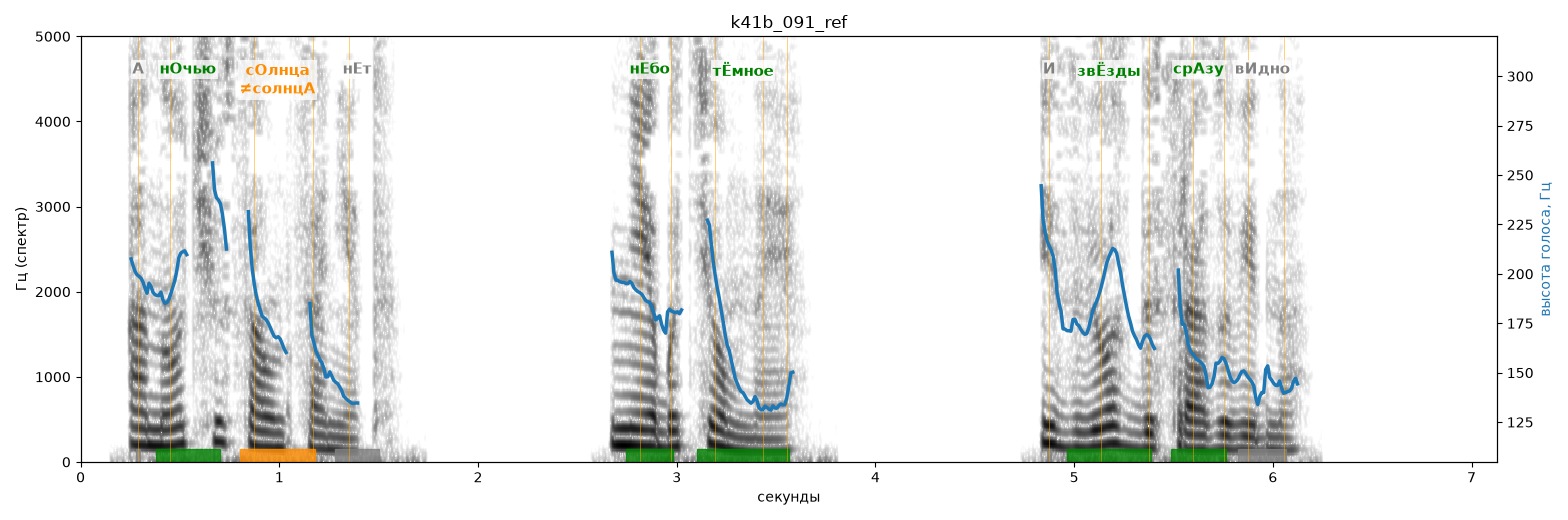 k41b_091_ref
А нОчью сОлнца нЕт нЕбо тЁмное И звЁзды срАзу вИдно
≠солнцА
5000
4000
3000
2000
1000
0
Гц (спектр)
300
275
250
225
200
175
150
125
высота голоса, Гц
0 1 2 3 4 5 6 7
секунды